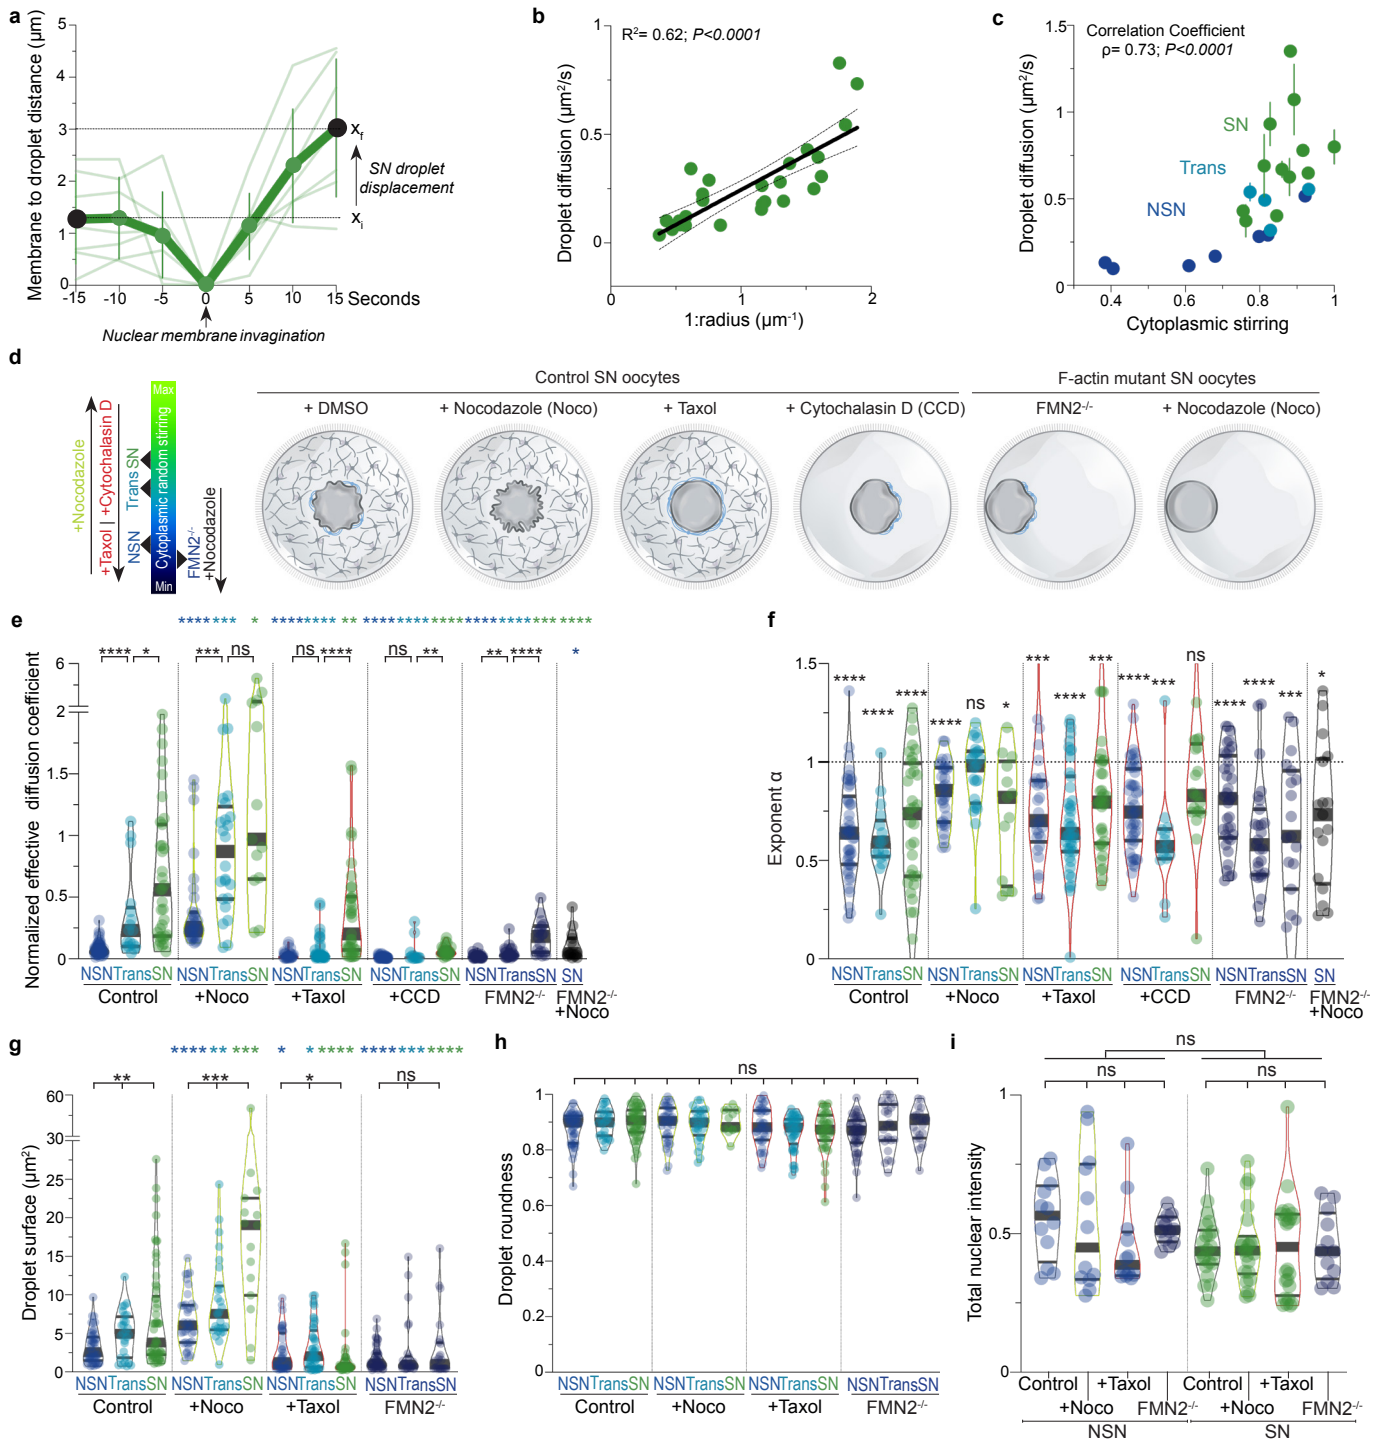 a
Membrane to droplet distance (µm)
5
4
3
2
1
0
-15
-10
-5
0
5
10
15
Seconds
xf
SN droplet
displacement
xi
Nuclear membrane invagination
b
R2= 0.62; P<0.0001
Droplet diffusion (µm2/s)
1
0.5
0
0
1
2
1:radius (µm-1)
c
Correlation Coefficient
ρ= 0.73; P<0.0001
Droplet diffusion (µm2/s)
1.5
1
0.5
0
SN
Trans
NSN
0.4
0.6
0.8
1
Cytoplasmic stirring
d
+Nocodazole
+Taxol | +Cytochalasin D
NSN
Trans
SN
Max
Cytoplasmic random stirring
Min
FMN2-/-
+Nocodazole
Control SN oocytes
F-actin mutant SN oocytes
+ DMSO
+ Nocodazole (Noco)
+ Taxol
+ Cytochalasin D (CCD)
FMN2-/-
+ Nocodazole (Noco)
e
**** *** * **** **** ** **** **** **** **** **** *** ****
**** * *** ns ns **** ns ** ** **** *
Normalized effective diffusion coefficient
6
2
1.5
1
0.5
0
NSN Trans SN NSN Trans SN NSN Trans SN NSN Trans SN NSN Trans SN SN
Control +Noco +Taxol +CCD FMN2-/- FMN2-/-
+Noco
f
**** **** **** **** ns * *** **** *** **** *** ns **** **** *** *
Exponent α
1.5
1
0.5
0
NSN Trans SN NSN Trans SN NSN Trans SN NSN Trans SN NSN Trans SN SN
Control +Noco +Taxol +CCD FMN2-/- FMN2-/-
+Noco
g
**** ** *** * * **** **** *** ****
** *** * ns
Droplet surface (µm2)
60
30
25
20
15
10
5
0
NSN Trans SN NSN Trans SN NSN Trans SN NSN Trans SN
Control +Noco +Taxol FMN2-/-
h
ns
Droplet roundness
1
0.9
0.8
0.7
0
NSN Trans SN NSN Trans SN NSN Trans SN NSN Trans SN
Control +Noco +Taxol FMN2-/-
i
ns
ns ns
Total nuclear intensity
1
0.5
0
Control +Taxol Control +Taxol
+Noco FMN2-/- +Noco FMN2-/-
NSN SN